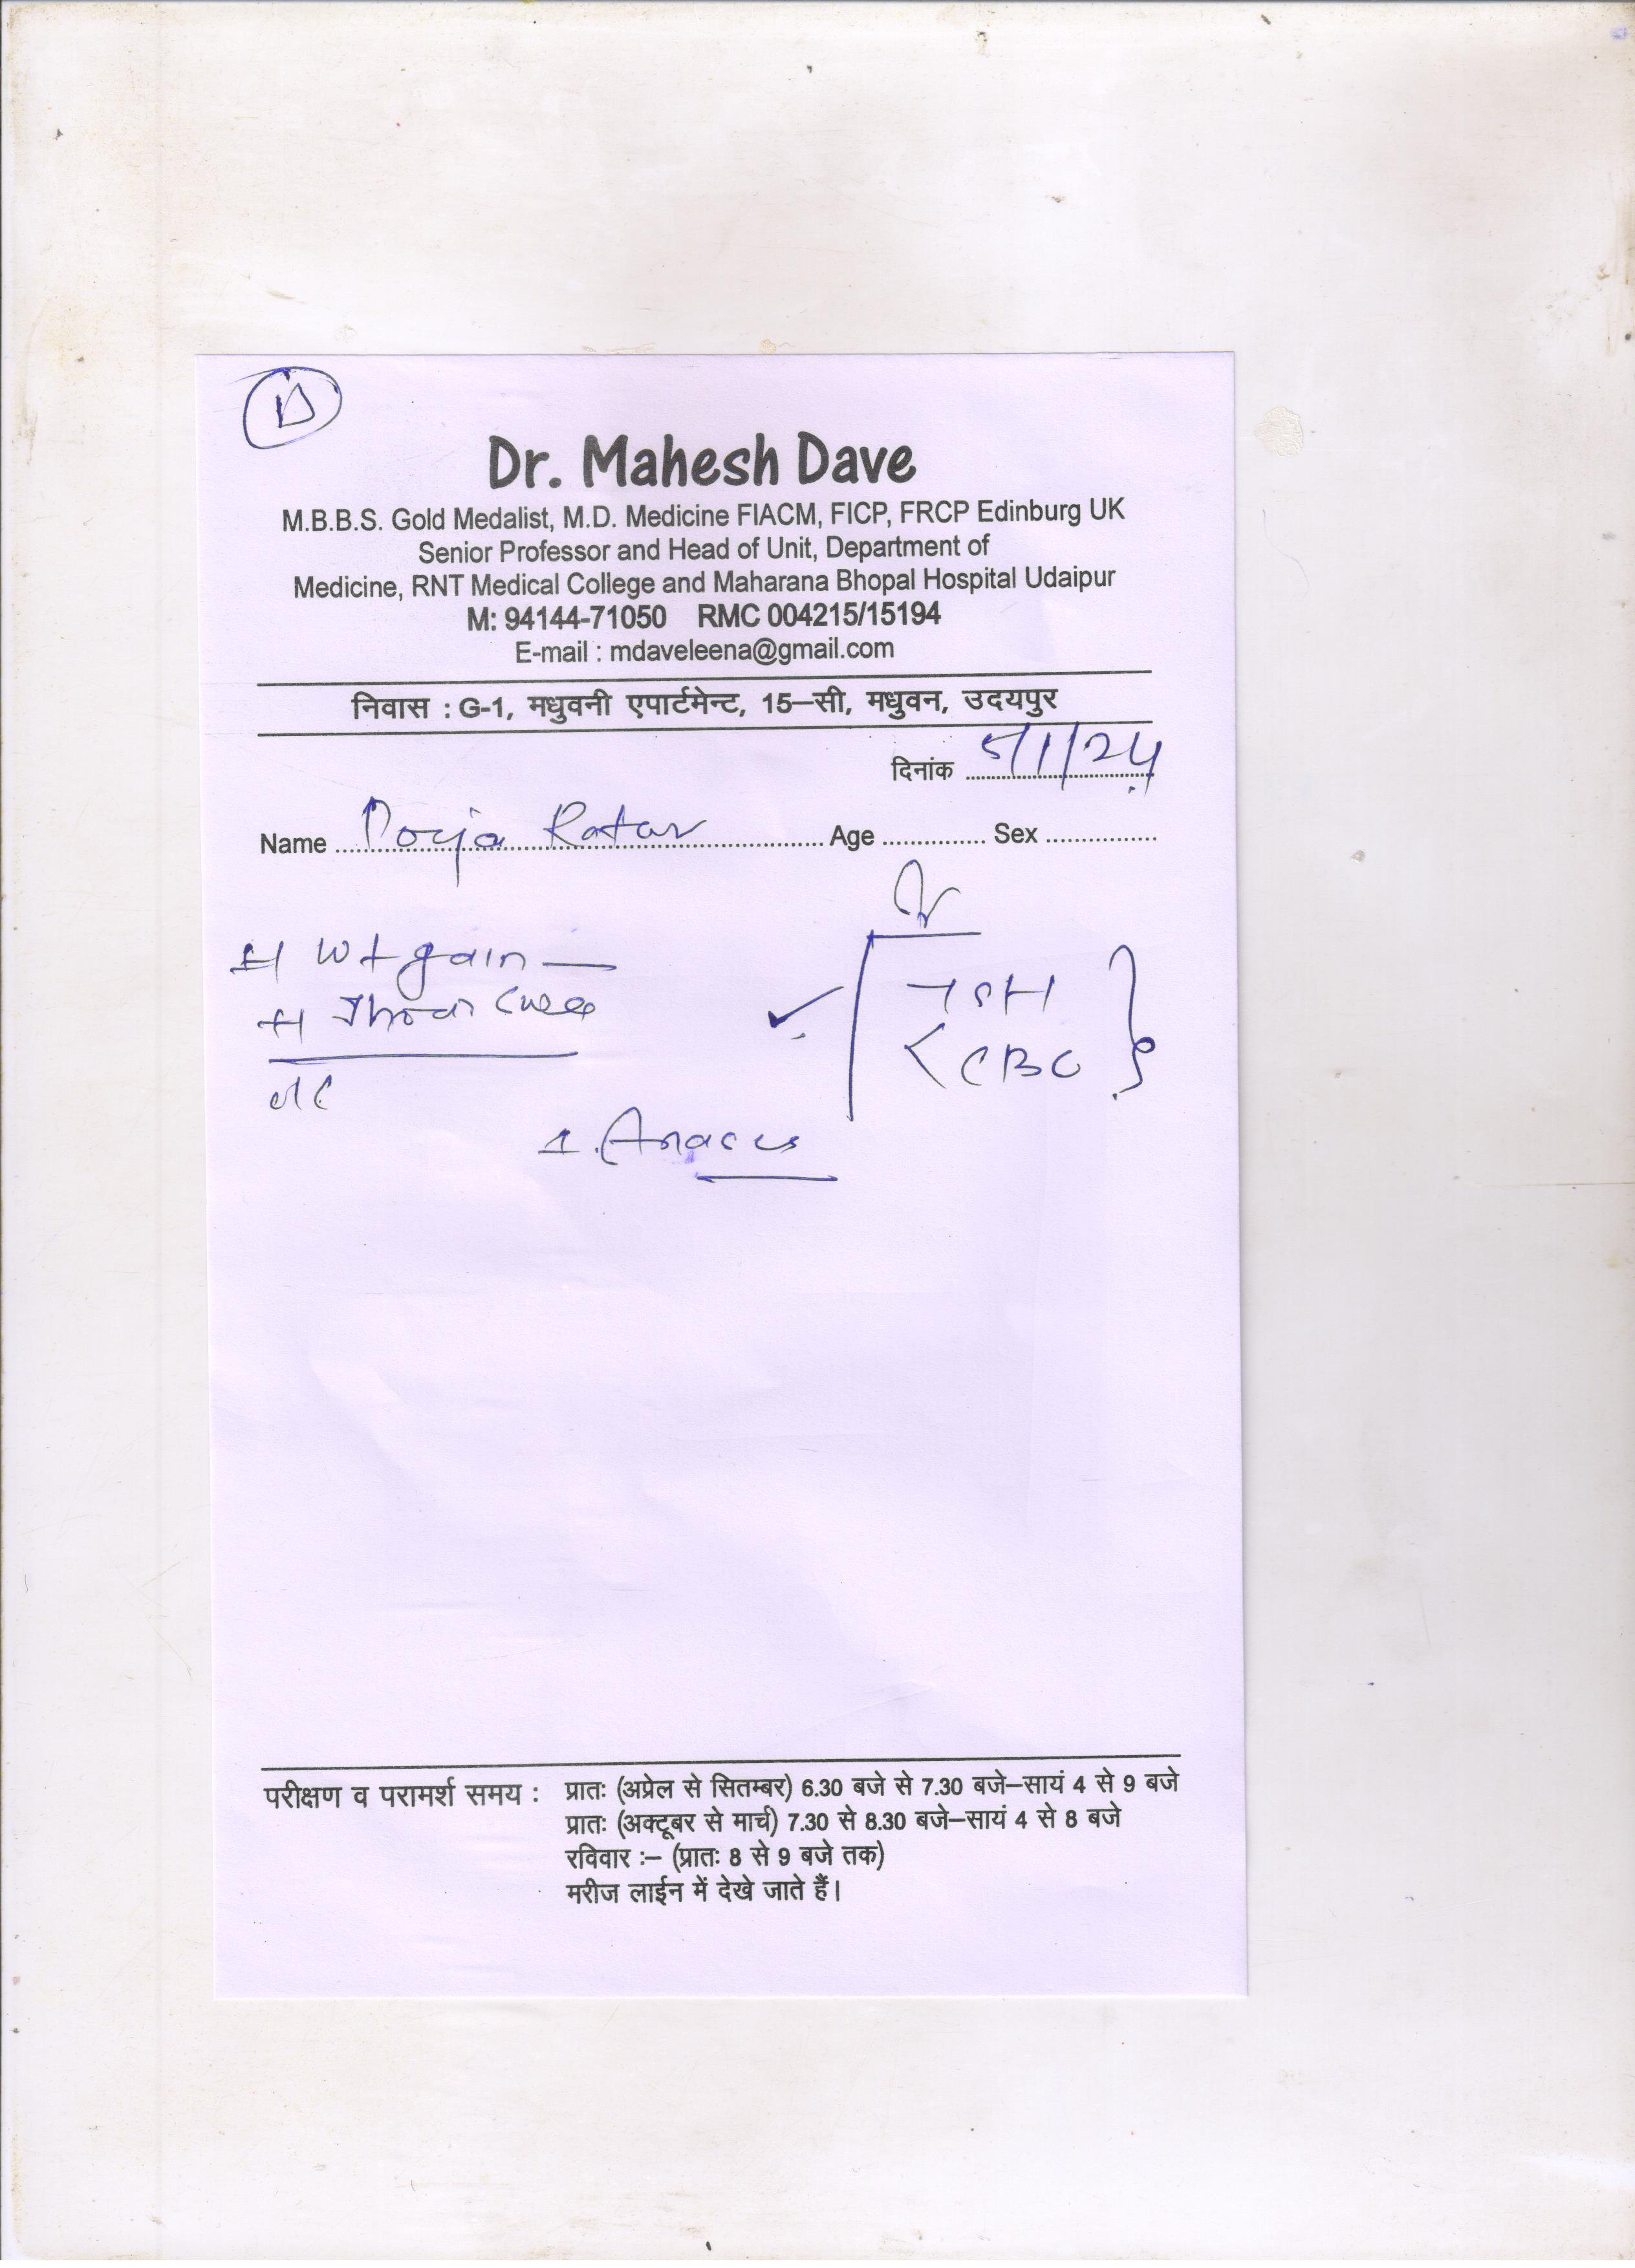 D
Dr. Mahesh Dave
M.B.B.S. Gold Medalist, M.D. Medicine FIACM, FICP, FRCP Edinburg UK
Senior Professor and Head of Unit, Department of
Medicine, RNT Medical College and Maharana Bhopal Hospital Udaipur
M: 94144-71050 RMC 004215/15194
E-mail : mdaveleena@gmail.com
निवास : G-1, मधुवनी एपार्टमेन्ट, 15–सी, मधुवन, उदयपुर
दिनांक 5/1/24
Name Pooja Age Sex
Wt gain
TSH
CBC
1.
परीक्षण व परामर्श समय : प्रातः (अप्रेल से सितम्बर) 6.30 बजे से 7.30 बजे–सायं 4 से 9 बजे
प्रातः (अक्टूबर से मार्च) 7.30 से 8.30 बजे–सायं 4 से 8 बजे
रविवार :– (प्रातः 8 से 9 बजे तक)
मरीज लाईन में देखे जाते हैं।